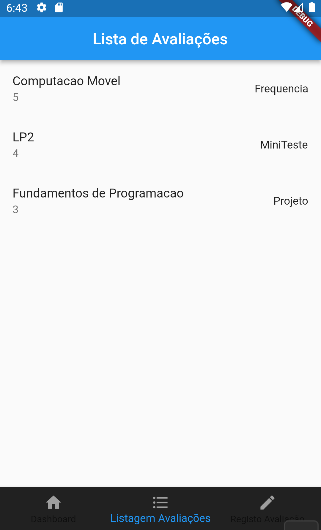 6:43
DEBUG
Lista de Avaliações
Computacao Movel
5
Frequencia
LP2
4
MiniTeste
Fundamentos de Programacao
3
Projeto
Dashboard
Listagem Avaliações
Registo